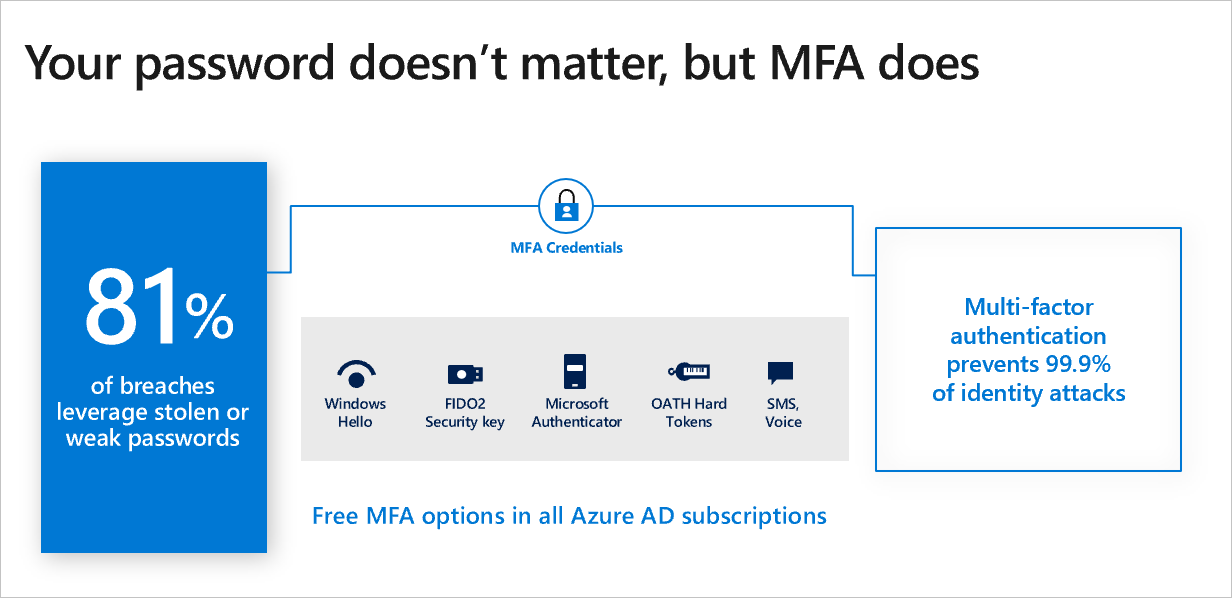 Your password doesn't matter, but MFA does
81%
of breaches
leverage stolen or
weak passwords
MFA Credentials
Windows
Hello
FIDO2
Security key
Microsoft
Authenticator
OATH Hard
Tokens
SMS,
Voice
Free MFA options in all Azure AD subscriptions
Multi-factor
authentication
prevents 99.9%
of identity attacks